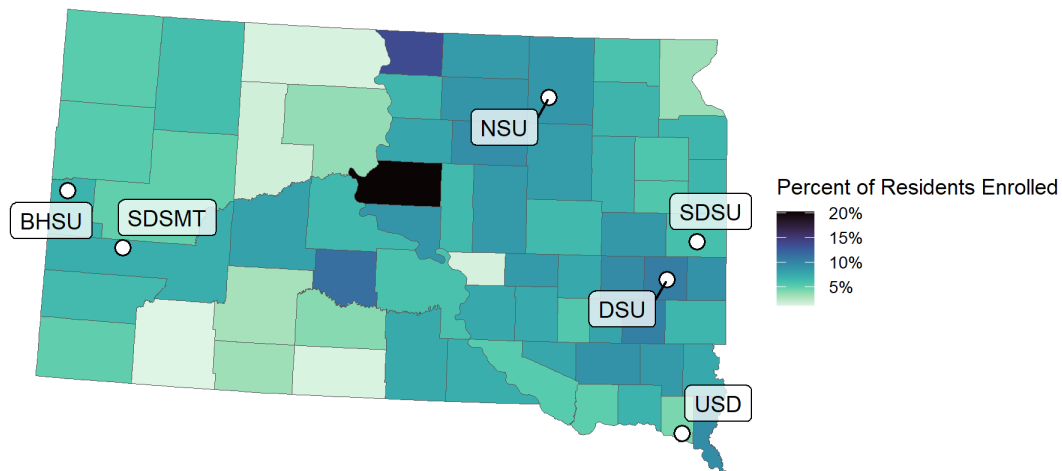 NSU
BHSU
SDSMT
SDSU
DSU
USD
Percent of Residents Enrolled
20%
15%
10%
5%